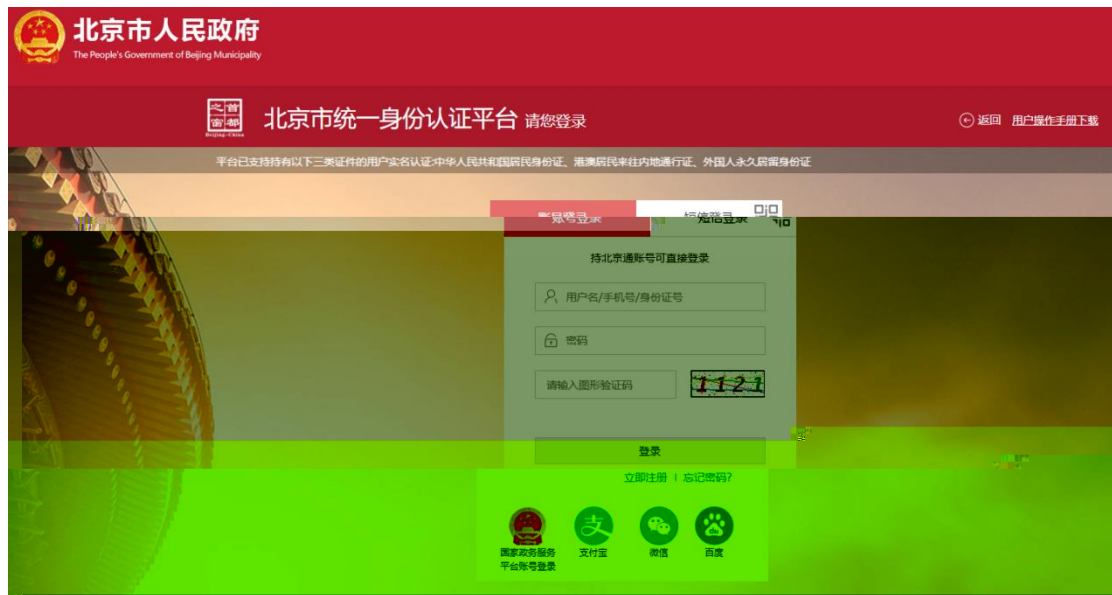 北京市人民政府
The People's Government of Beijing Municipality
首都之窗
Beijing-China
北京市统一身份认证平台 请您登录
返回 用户操作手册下载
平台已支持持有以下三类证件的用户实名认证:中华人民共和国居民身份证、港澳居民来往内地通行证、外国人永久居留身份证
账号登录 短信登录
持北京通账号可直接登录
用户名/手机号/身份证号
密码
请输入图形验证码 1121
登录
立即注册 | 忘记密码?
国家政务服务平台账号登录 支付宝 微信 百度